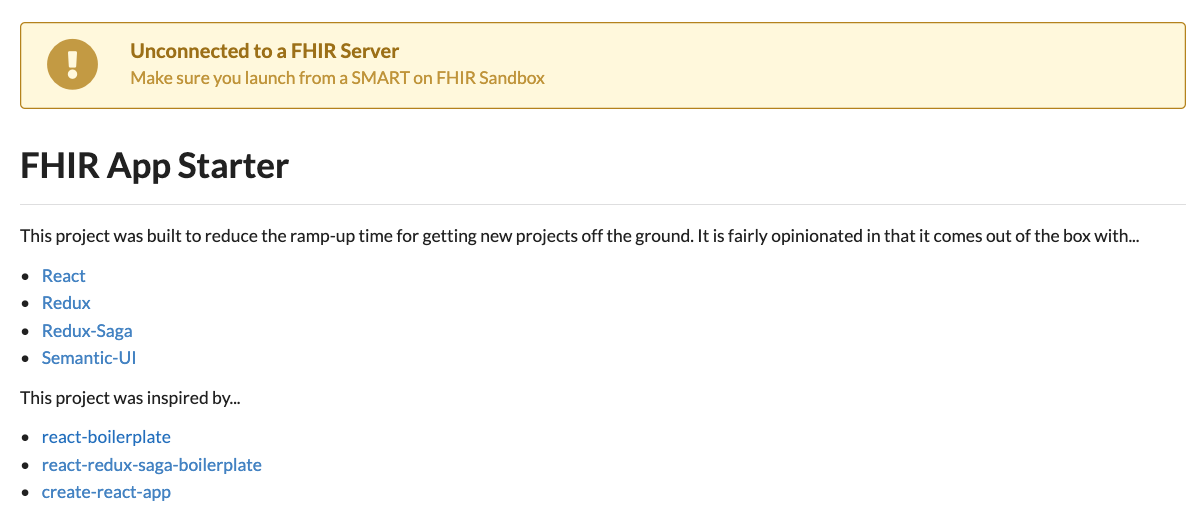 Unconnected to a FHIR Server
Make sure you launch from a SMART on FHIR Sandbox
FHIR App Starter
This project was built to reduce the ramp-up time for getting new projects off the ground. It is fairly opinionated in that it comes out of the box with...
• React
• Redux
• Redux-Saga
• Semantic-UI
This project was inspired by...
• react-boilerplate
• react-redux-saga-boilerplate
• create-react-app